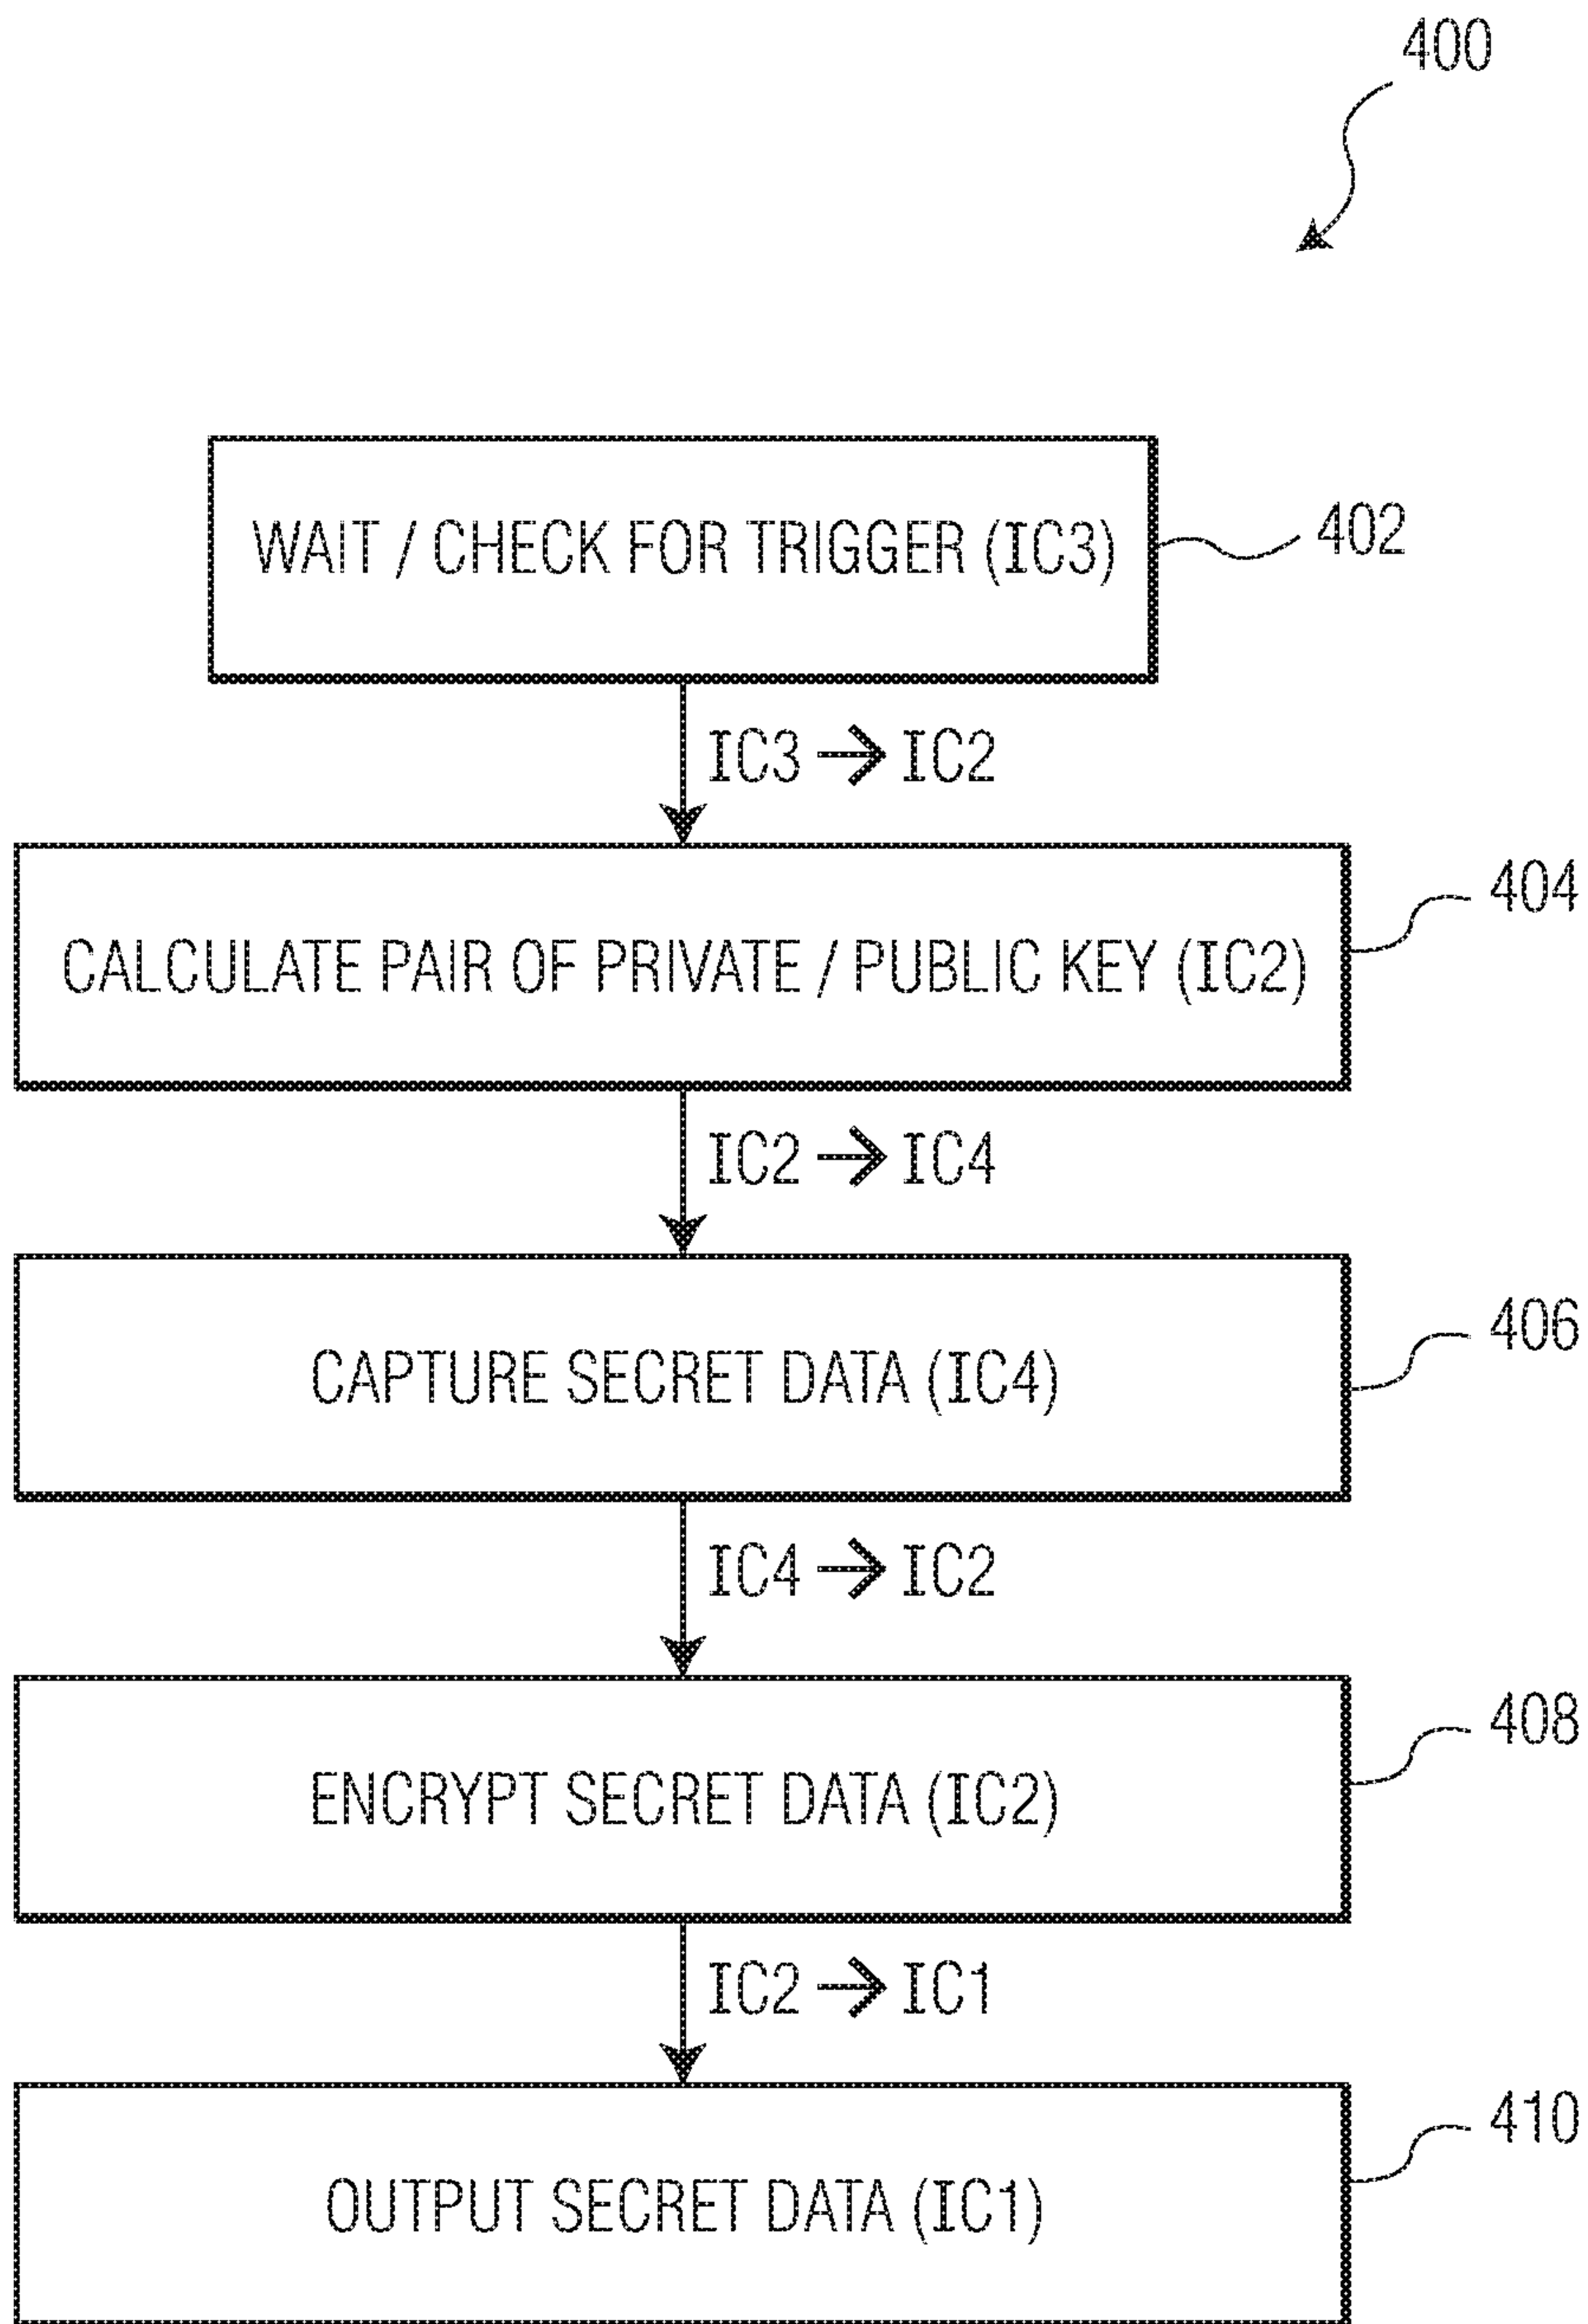 400
WAIT / CHECK FOR TRIGGER (IC3)
402
IC3 → IC2
404
CALCULATE PAIR OF PRIVATE / PUBLIC KEY (IC2)
IC2 → IC4
406
CAPTURE SECRET DATA (IC4)
IC4 → IC2
408
ENCRYPT SECRET DATA (IC2)
IC2 → IC1
410
OUTPUT SECRET DATA (IC1)